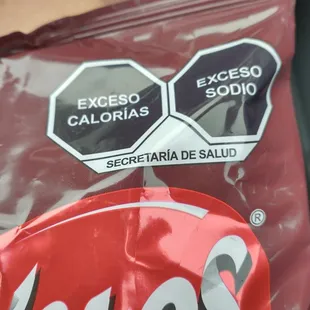 EXCESO
CALORÍAS
EXCESO
SODIO
SECRETARÍA DE SALUD
®